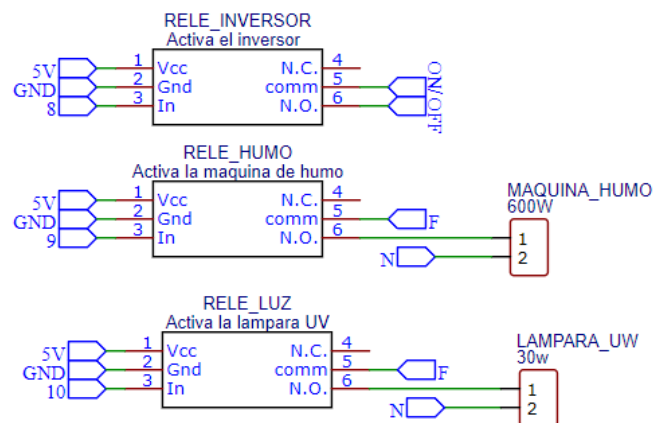 RELE_INVERSOR
Activa el inversor
5V 1 Vcc N.C. 4
GND 2 Gnd comm 5 ON/OFF
8 3 In N.O. 6
RELE_HUMO
Activa la maquina de humo
5V 1 Vcc N.C. 4
GND 2 Gnd comm 5 F
9 3 In N.O. 6
MAQUINA_HUMO
600W
1
N 2
RELE_LUZ
Activa la lampara UV
5V 1 Vcc N.C. 4
GND 2 Gnd comm 5 F
10 3 In N.O. 6
LAMPARA_UW
30w
1
N 2